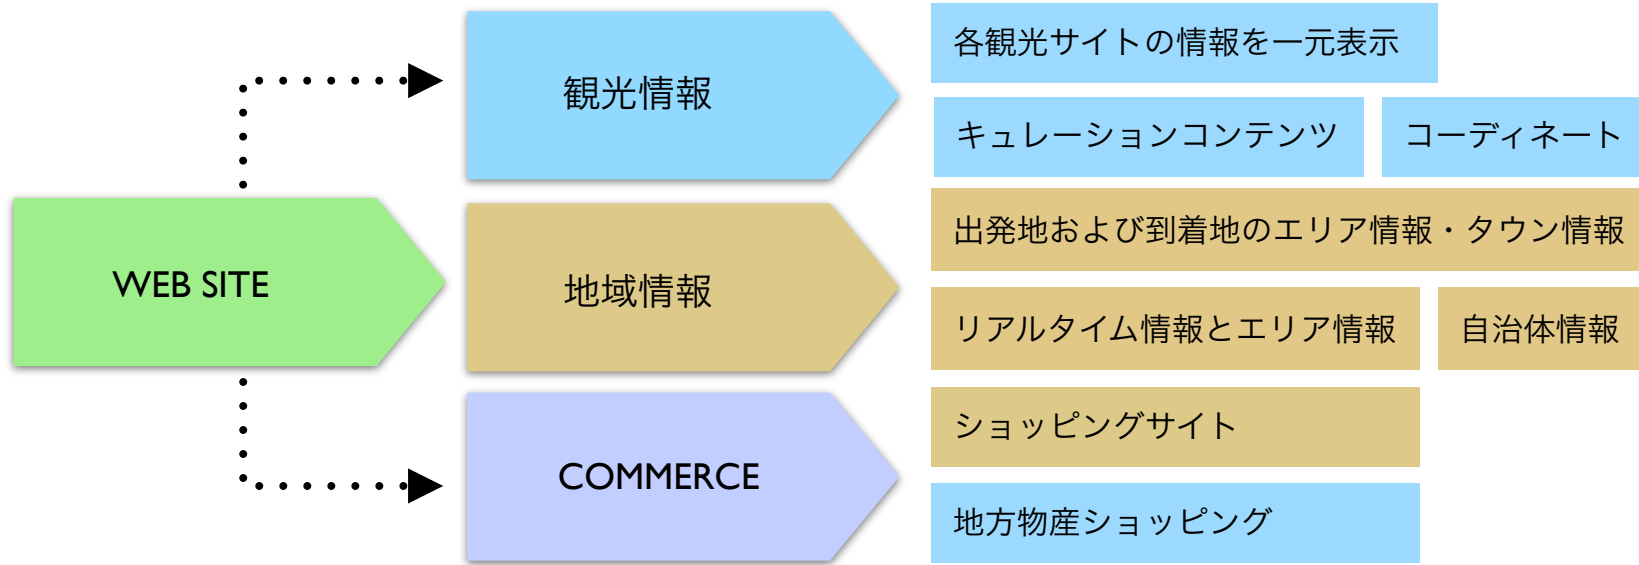 WEB SITE
観光情報
各観光サイトの情報を一元表示
キュレーションコンテンツ
コーディネート
地域情報
出発地および到着地のエリア情報・タウン情報
リアルタイム情報とエリア情報
自治体情報
COMMERCE
ショッピングサイト
地方物産ショッピング